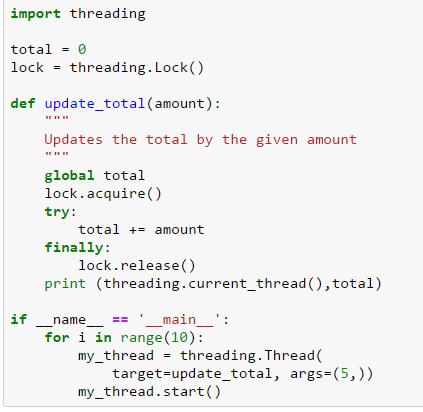 import threading
total = 0
lock = threading.Lock()
def update_total(amount):
    """
    Updates the total by the given amount
    """
    global total
    lock.acquire()
    try:
        total += amount
    finally:
        lock.release()
    print (threading.current_thread(),total)
if __name__ == '__main__':
    for i in range(10):
        my_thread = threading.Thread(
            target=update_total, args=(5,))
        my_thread.start()